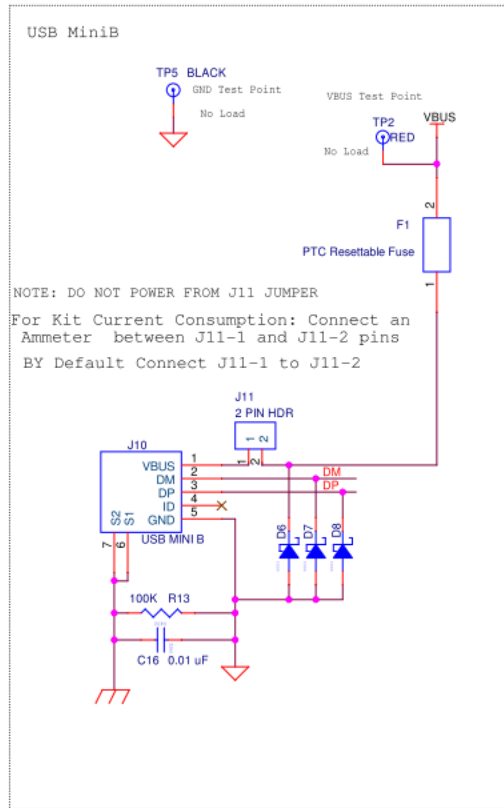 USB MiniB
TP5 BLACK
GND Test Point
No Load
VBUS Test Point
TP2
RED
VBUS
No Load
2
F1
PTC Resettable Fuse
1
NOTE: DO NOT POWER FROM J11 JUMPER
For Kit Current Consumption: Connect an
Ammeter between J11-1 and J11-2 pins
BY Default Connect J11-1 to J11-2
J11
2 PIN HDR
1 2
1 2
J10
VBUS 1
DM 2
DP 3
ID 4
GND 5
S2 S1
7 6
USB MINI B
DM
DP
D6 D7 D8
100K R13
C16 0.01 uF